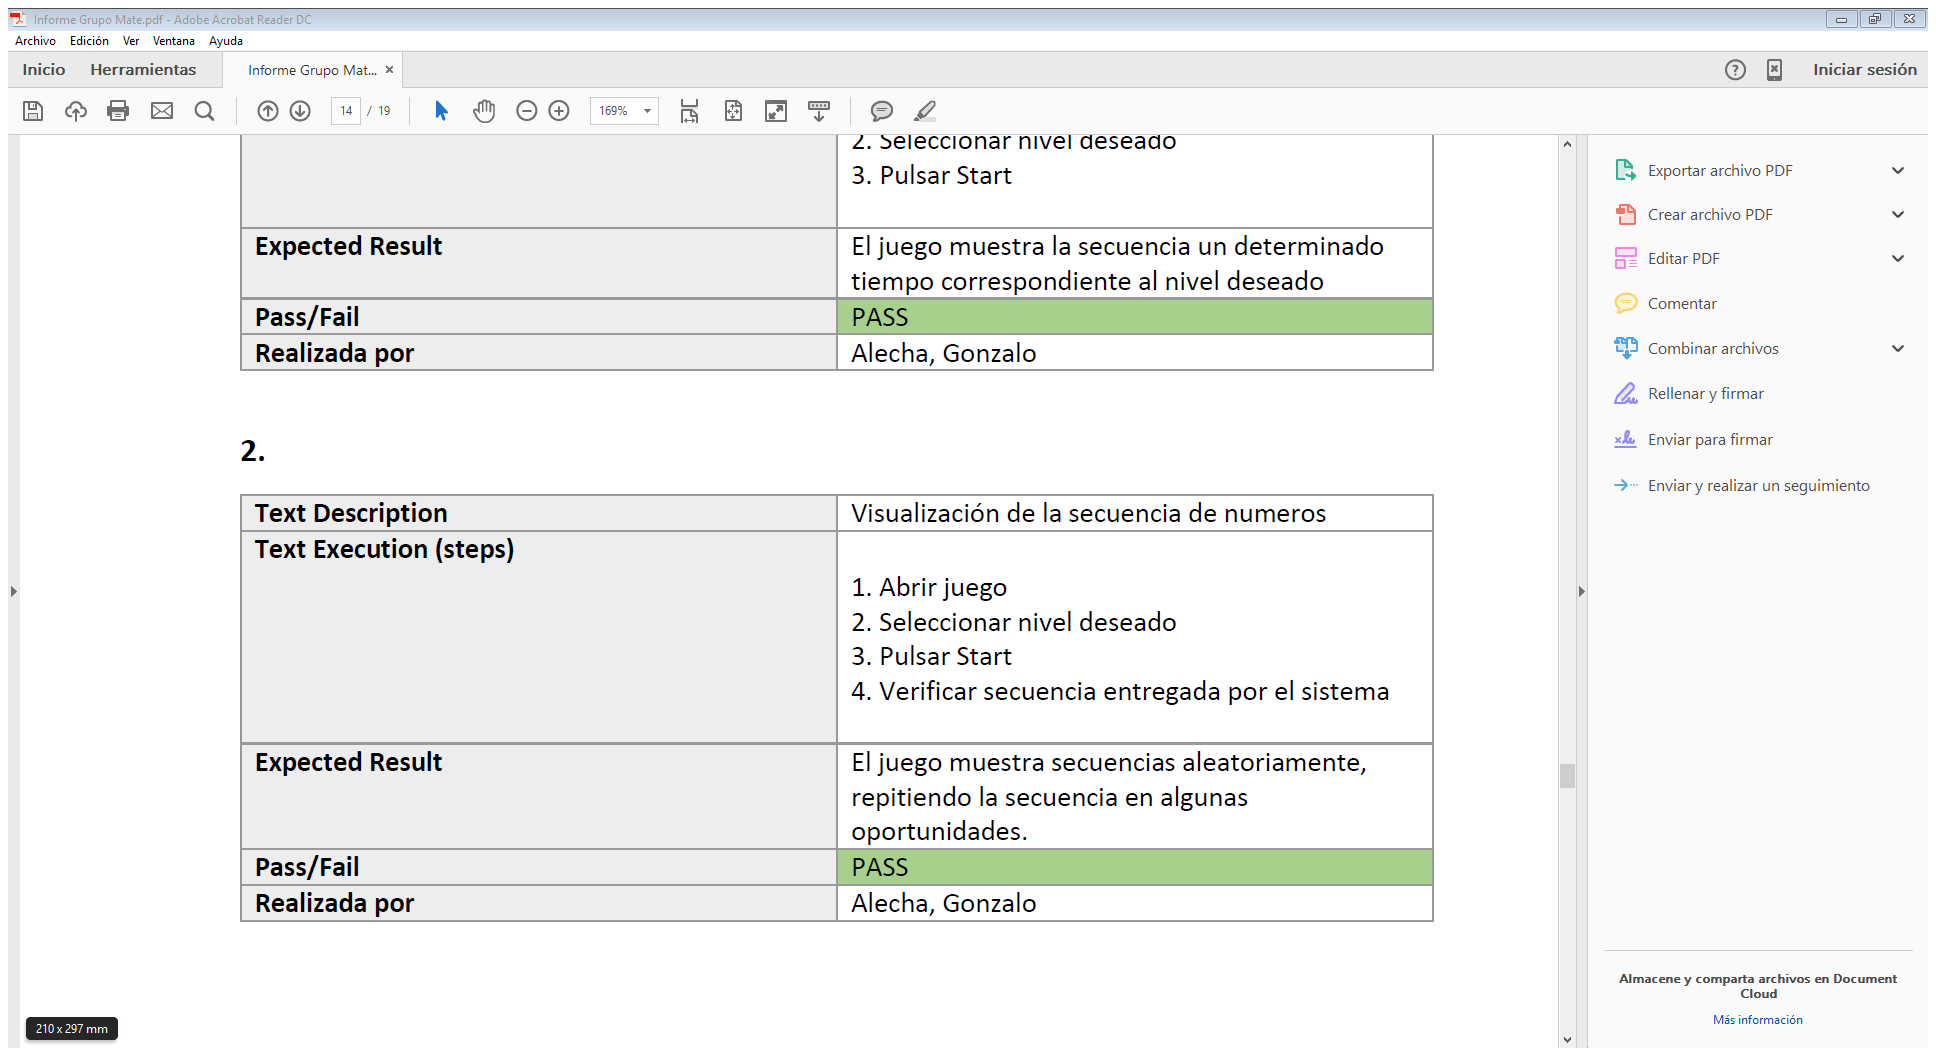 Informe Grupo Mate.pdf - Adobe Acrobat Reader DC
Archivo Edición Ver Ventana Ayuda
Inicio Herramientas Informe Grupo Mat... × Iniciar sesión
14 / 19 169%
2. Seleccionar nivel deseado
3. Pulsar Start
Expected Result El juego muestra la secuencia un determinado
tiempo correspondiente al nivel deseado
Pass/Fail PASS
Realizada por Alecha, Gonzalo
2.
Text Description Visualización de la secuencia de numeros
Text Execution (steps)
1. Abrir juego
2. Seleccionar nivel deseado
3. Pulsar Start
4. Verificar secuencia entregada por el sistema
Expected Result El juego muestra secuencias aleatoriamente,
repitiendo la secuencia en algunas
oportunidades.
Pass/Fail PASS
Realizada por Alecha, Gonzalo
210 x 297 mm
Exportar archivo PDF
Crear archivo PDF
Editar PDF
Comentar
Combinar archivos
Rellenar y firmar
Enviar para firmar
Enviar y realizar un seguimiento
Almacene y comparta archivos en Document
Cloud
Más información